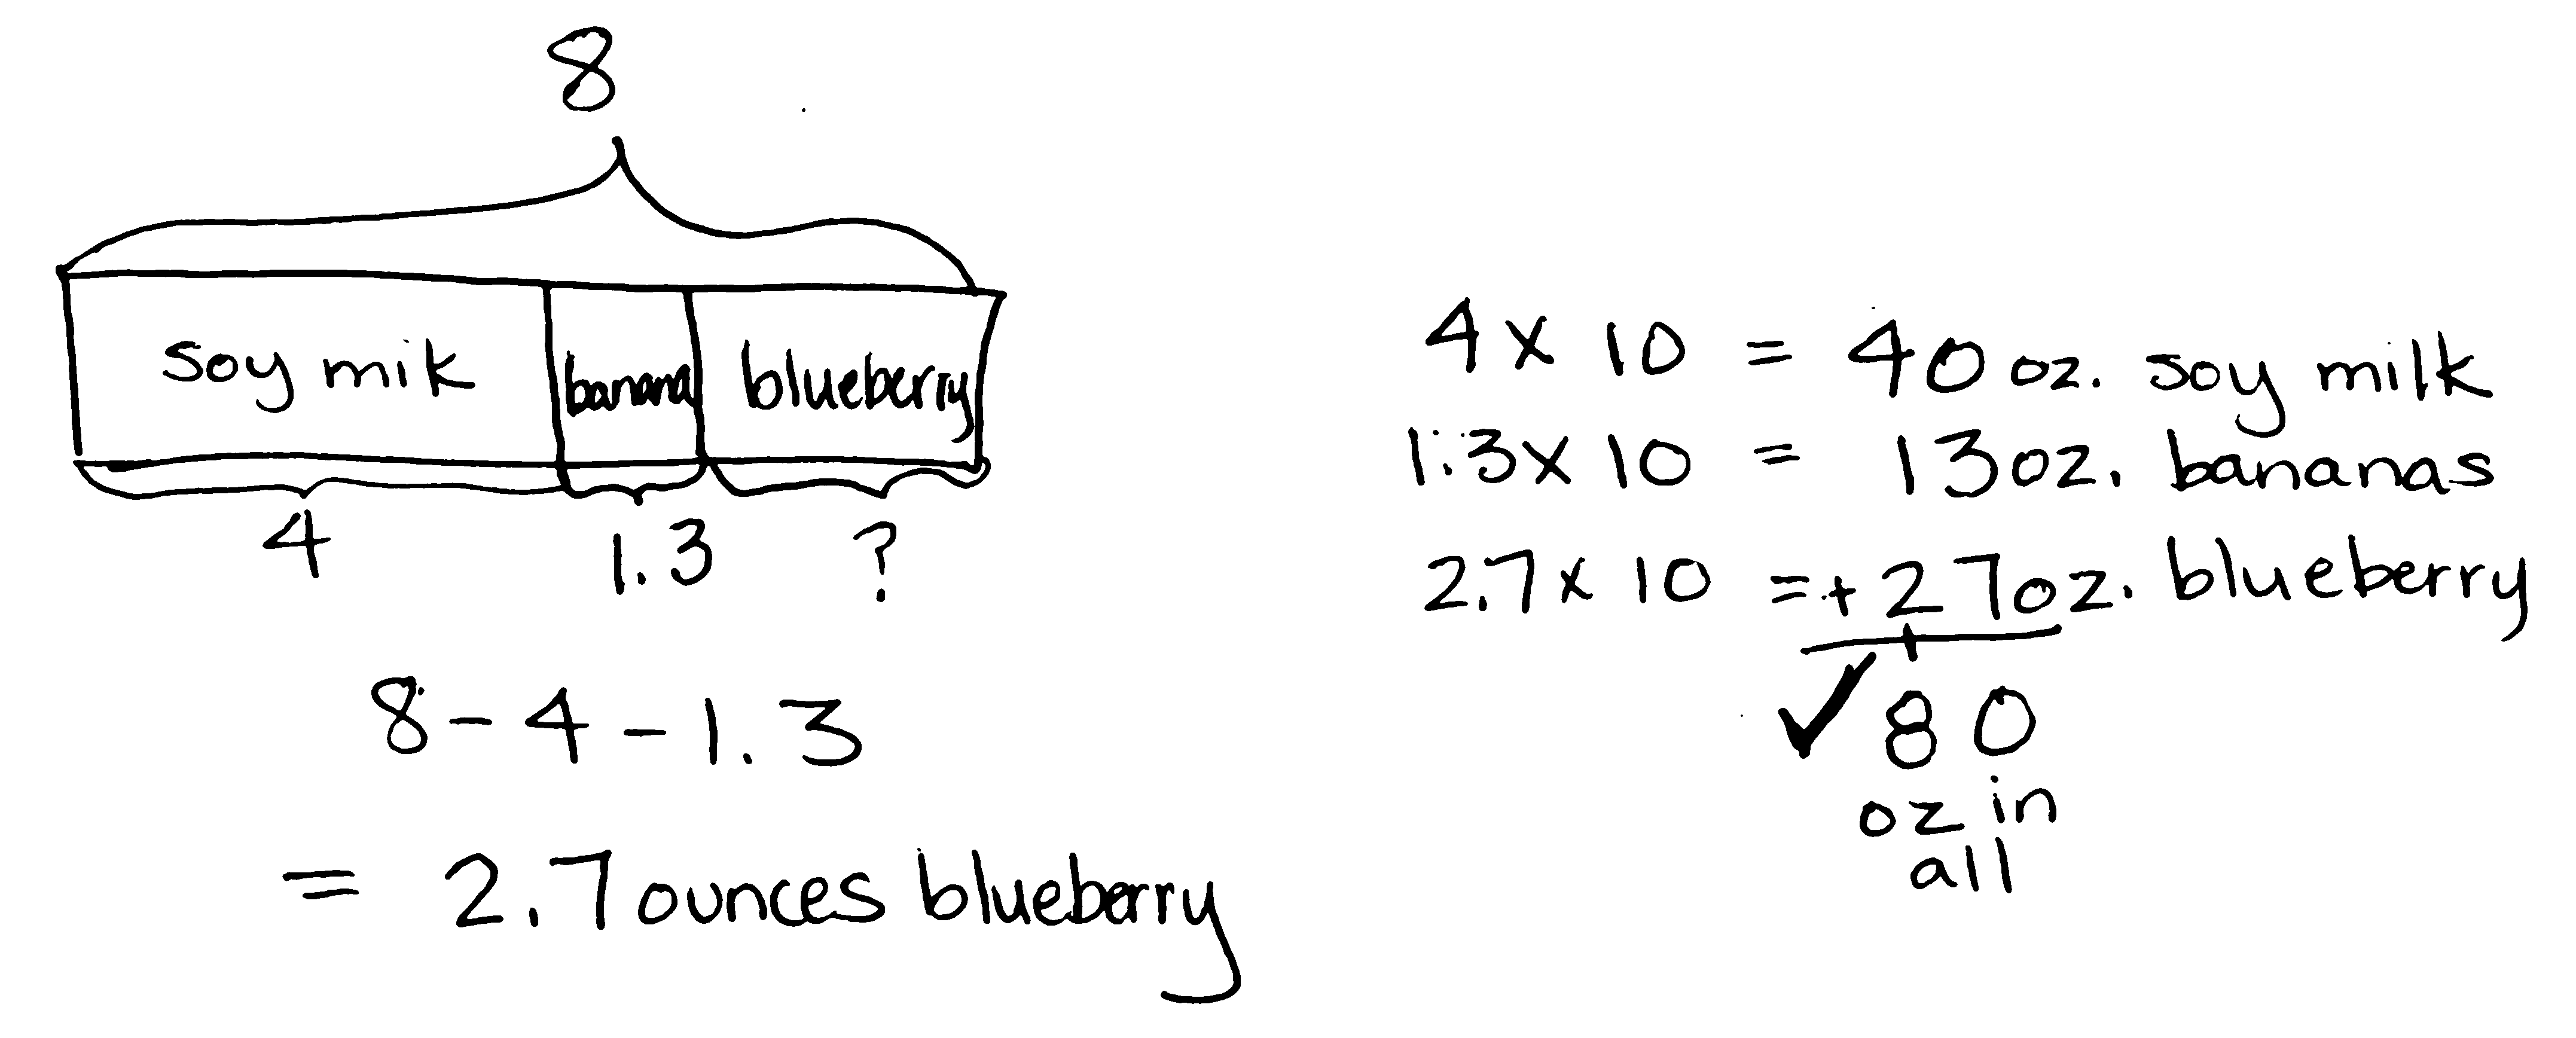 8
soy mik banana blueberry
4 1.3 ?
8 - 4 - 1.3
= 2.7 ounces blueberry
4 x 10 = 40 oz. soy milk
1.3 x 10 = 13 oz. bananas
2.7 x 10 = + 27 oz. blueberry
✓ 80
oz in
all